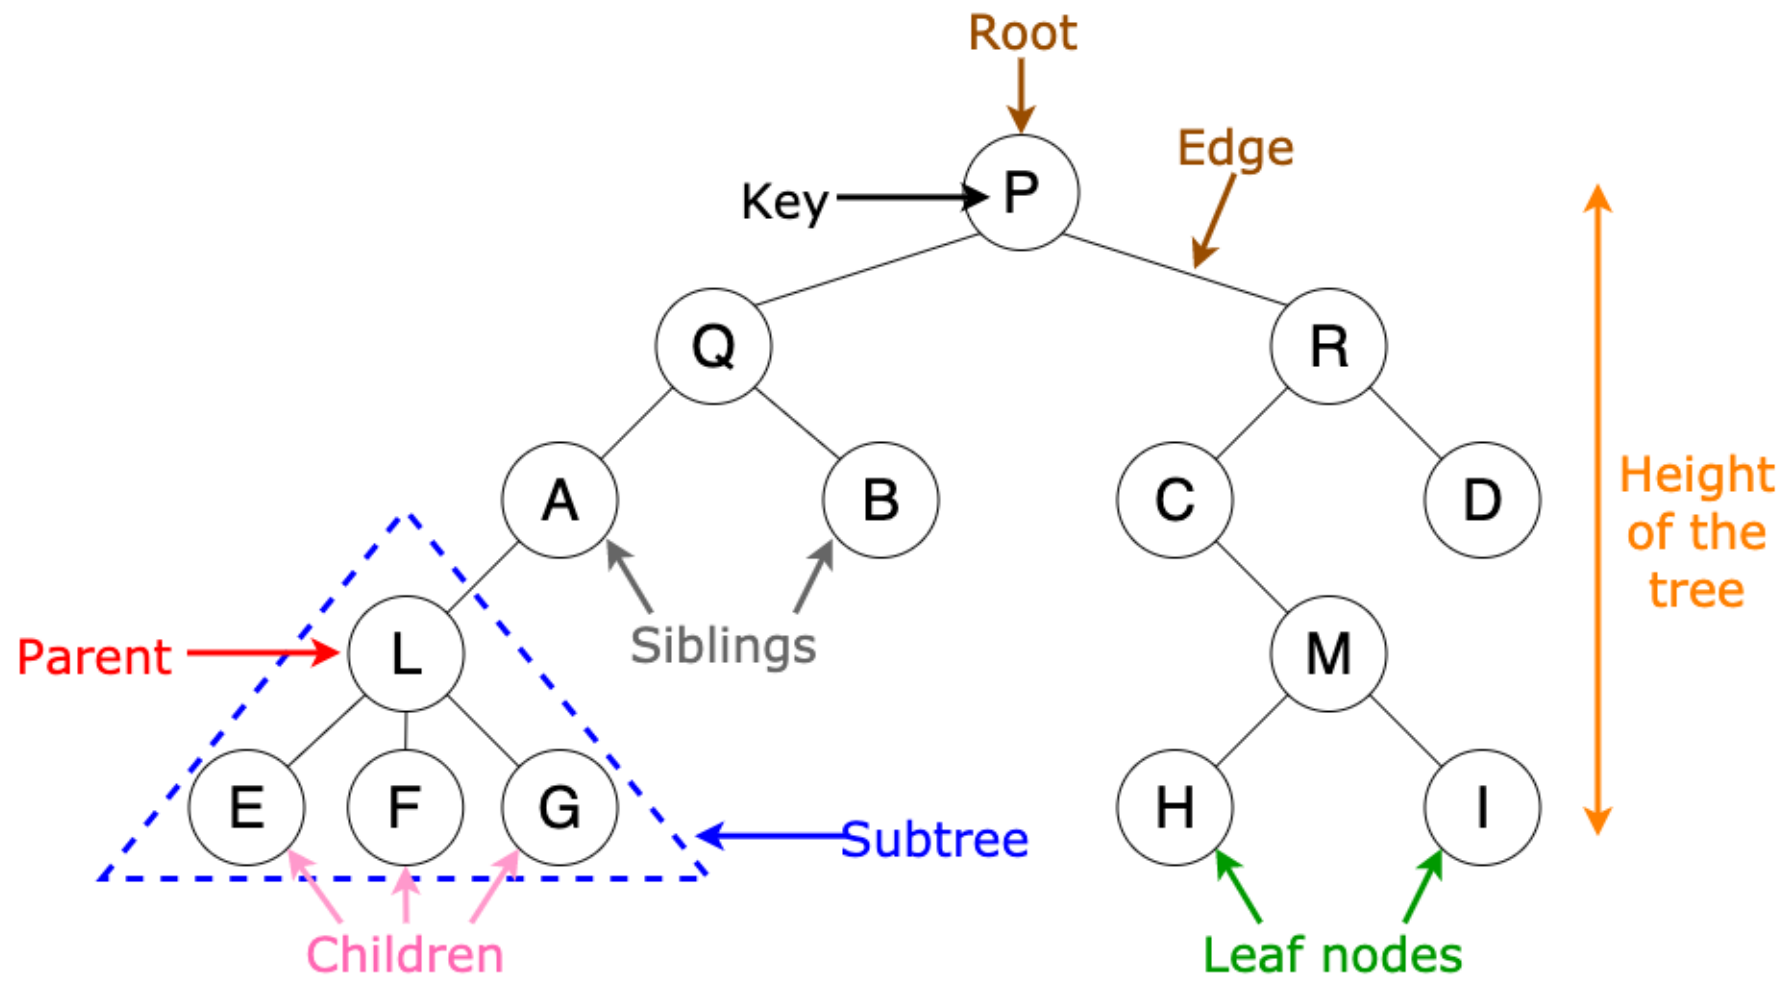 Root
Edge
Key
P
Q
R
A
B
C
D
Height
of the
tree
Siblings
Parent
L
M
E
F
G
H
I
Subtree
Children
Leaf nodes